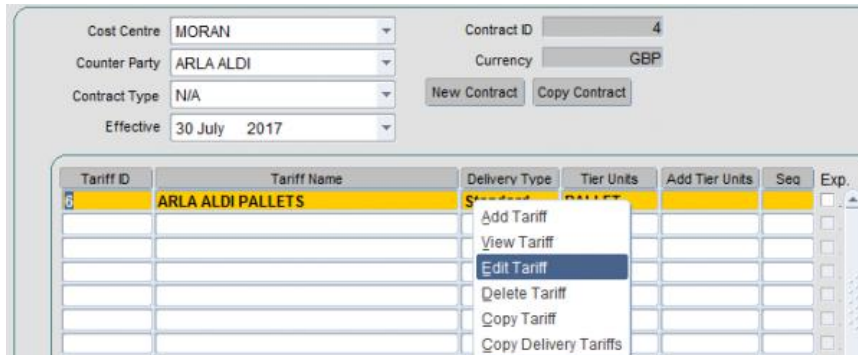 Cost Centre MORAN Contract ID 4
Counter Party ARLA ALDI Currency GBP
Contract Type N/A New Contract Copy Contract
Effective 30 July 2017
Tariff ID Tariff Name Delivery Type Tier Units Add Tier Units Seq Exp.
6 ARLA ALDI PALLETS Standard PALLET
Add Tariff
View Tariff
Edit Tariff
Delete Tariff
Copy Tariff
Copy Delivery Tariffs